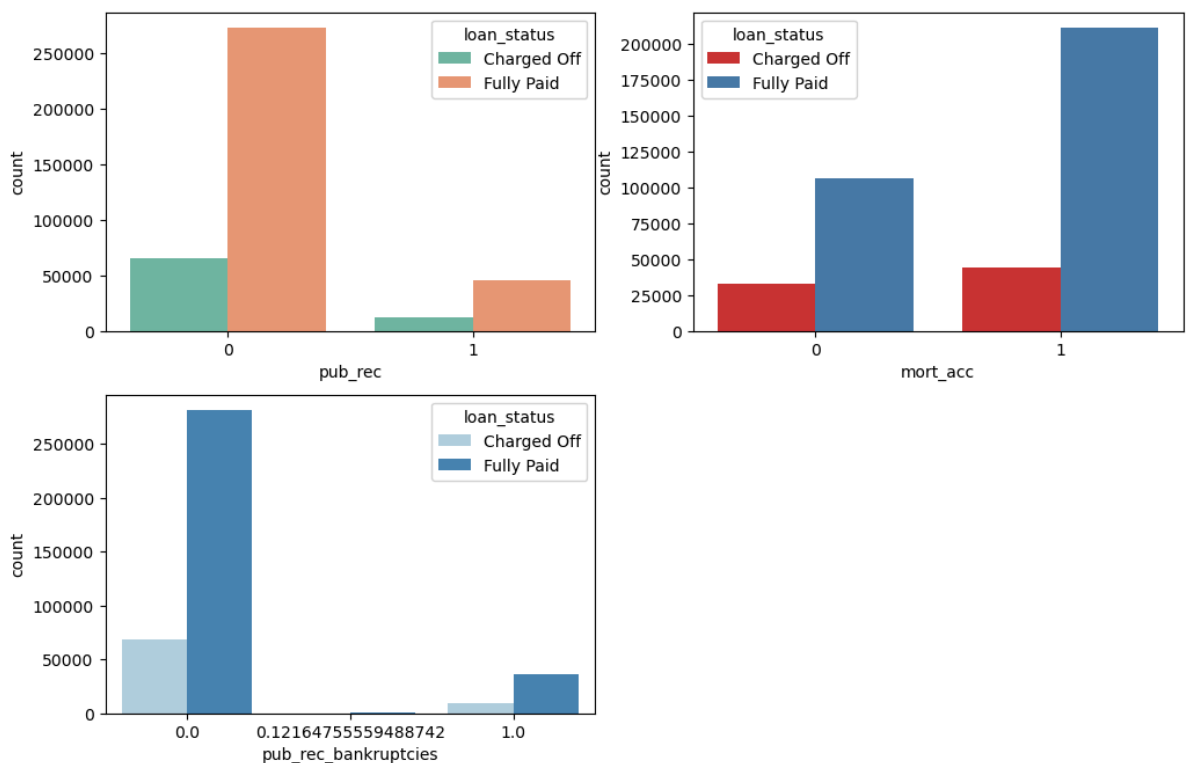 loan_status
Charged Off
Fully Paid
250000
200000
150000
100000
50000
0
count
0
1
pub_rec
loan_status
Charged Off
Fully Paid
200000
175000
150000
125000
100000
75000
50000
25000
0
count
0
1
mort_acc
loan_status
Charged Off
Fully Paid
250000
200000
150000
100000
50000
0
count
0.0
0.12164755559488742
1.0
pub_rec_bankruptcies